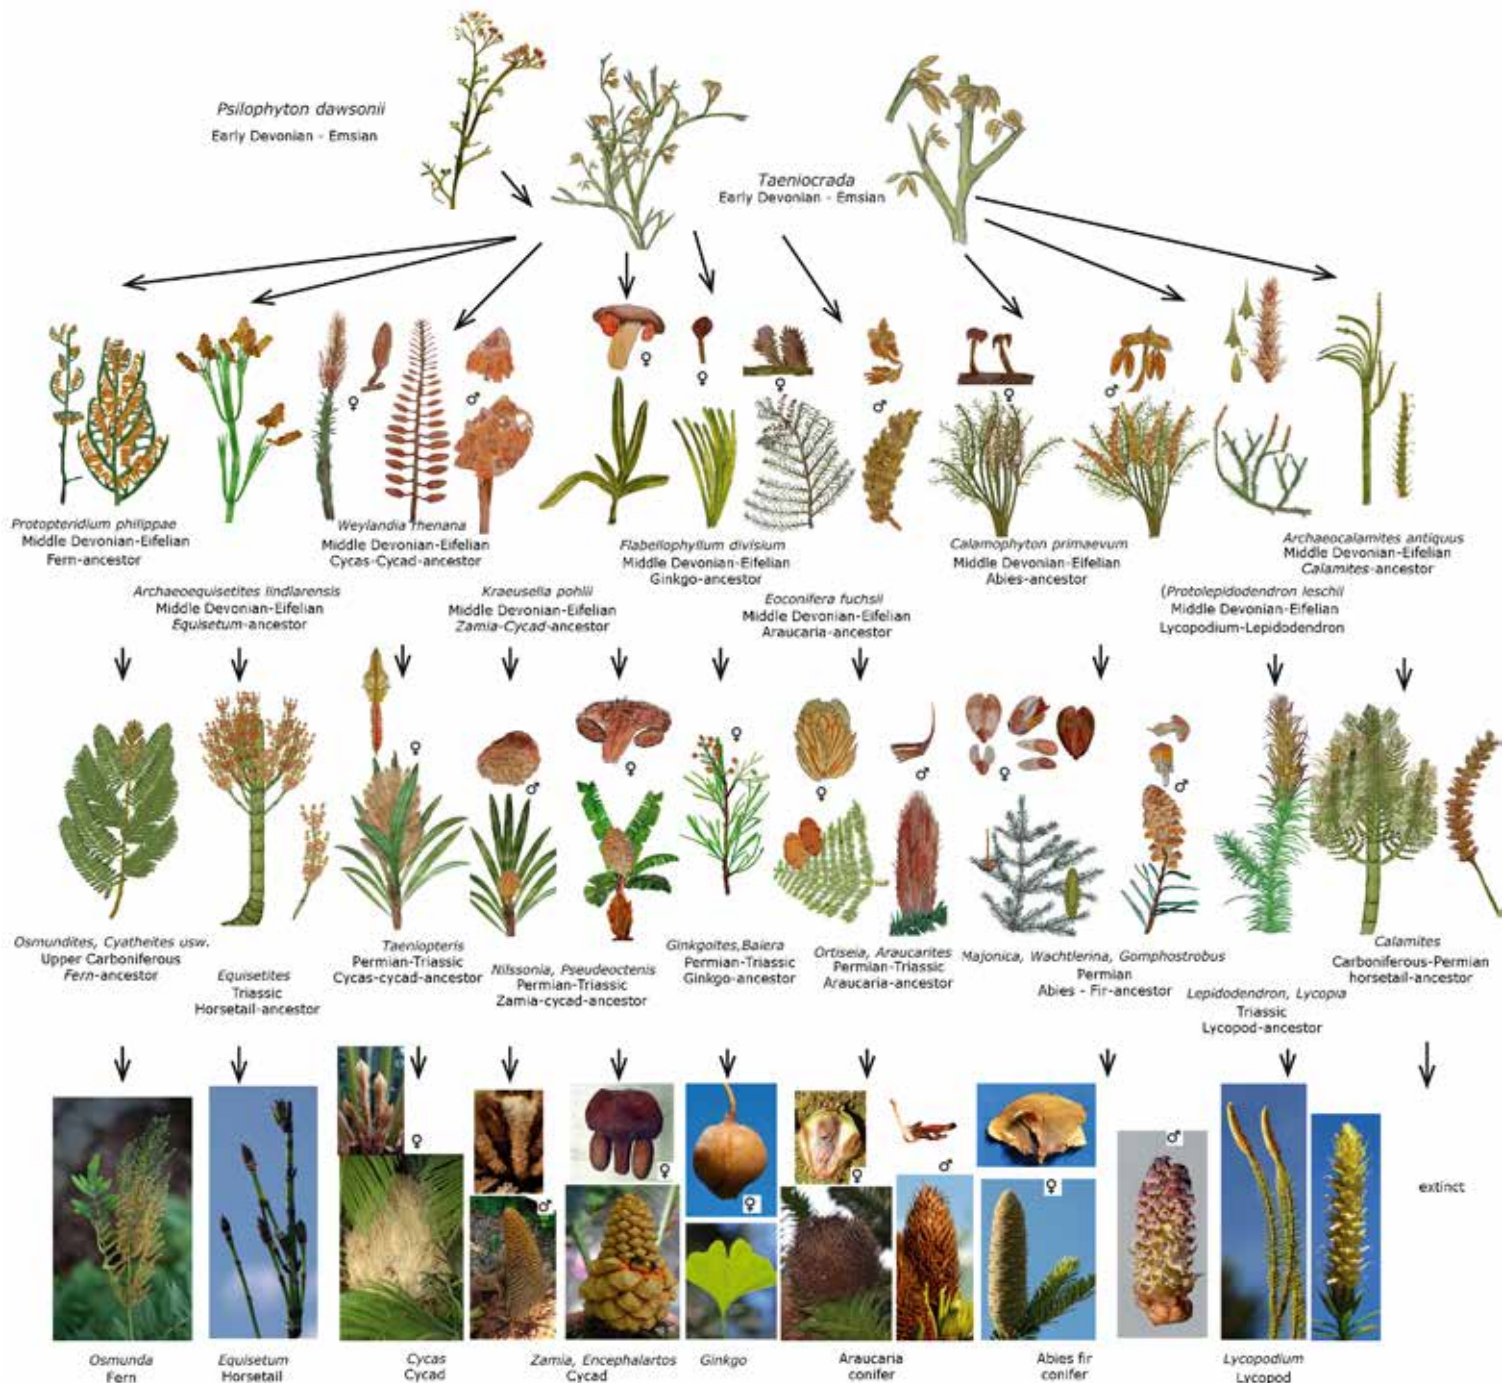 Psilophyton dawsonii
Early Devonian - Emsian
Taeniocrada
Early Devonian - Emsian
♀
♂
♀
♀
♀
♂
♀
♂
b
Protopteridium philippae
Middle Devonian-Eifelian
Fern-ancestor
Archaeoequisetites lindlarensis
Middle Devonian-Eifelian
Equisetum-ancestor
Weylandia rhenana
Middle Devonian-Eifelian
Cycas-Cycad-ancestor
Kraeusella pohlii
Middle Devonian-Eifelian
Zamia-Cycad-ancestor
Flabellophyllum divisium
Middle Devonian-Eifelian
Ginkgo-ancestor
Eoconifera fuchsii
Middle Devonian-Eifelian
Araucaria-ancestor
Calamophyton primaevum
Middle Devonian-Eifelian
Abies-ancestor
(Protolepidodendron leschii
Middle Devonian-Eifelian
Lycopodium-Lepidodendron
Archaeocalamites antiquus
Middle Devonian-Eifelian
Calamites-ancestor
♀
♂
♀
♀
♀
♂
♀
♂
Osmundites, Cyatheites usw.
Upper Carboniferous
Fern-ancestor
Equisetites
Triassic
Horsetail-ancestor
Taeniopteris
Permian-Triassic
Cycas-cycad-ancestor
Nilssonia, Pseudeoctenis
Permian-Triassic
Zamia-cycad-ancestor
Ginkgoites,Baiera
Permian-Triassic
Ginkgo-ancestor
Ortiseia, Araucarites
Permian-Triassic
Araucaria-ancestor
Majonica, Wachtlerina, Gomphostrobus
Permian
Abies - Fir-ancestor
Lepidodendron, Lycopia
Triassic
Lycopod-ancestor
Calamites
Carboniferous-Permian
horsetail-ancestor
♀
♂
♀
♀
♀
♂
♀
♂
extinct
Osmunda
Fern
Equisetum
Horsetail
Cycas
Cycad
Zamia, Encephalartos
Cycad
Ginkgo
Araucaria
conifer
Abies fir
conifer
Lycopodium
Lycopod